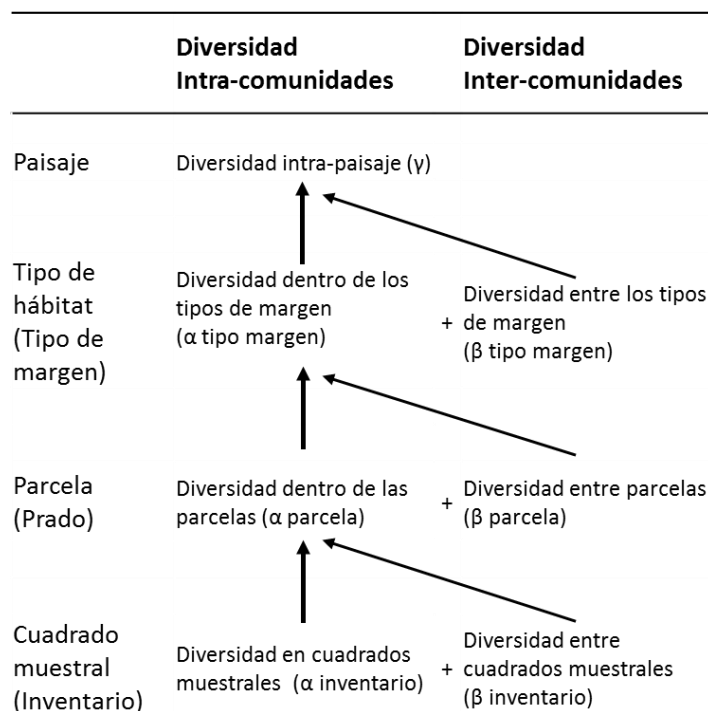 Diversidad
Intra-comunidades
Diversidad
Inter-comunidades
Paisaje
Diversidad intra-paisaje (γ)
Tipo de
hábitat
(Tipo de
margen)
Diversidad dentro de los
tipos de margen
(α tipo margen)
+
Diversidad entre los tipos
de margen
(β tipo margen)
Parcela
(Prado)
Diversidad dentro de las
parcelas (α parcela)
+
Diversidad entre parcelas
(β parcela)
Cuadrado
muestral
(Inventario)
Diversidad en cuadrados
muestrales (α inventario)
+
Diversidad entre
cuadrados muestrales
(β inventario)